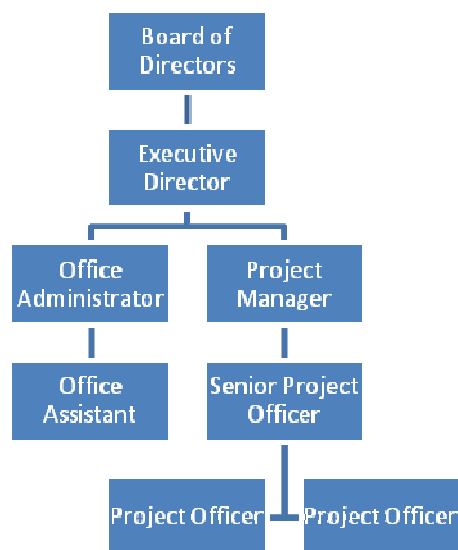 Board of
Directors
Executive
Director
Office
Administrator
Project
Manager
Office
Assistant
Senior Project
Officer
Project Officer
Project Officer